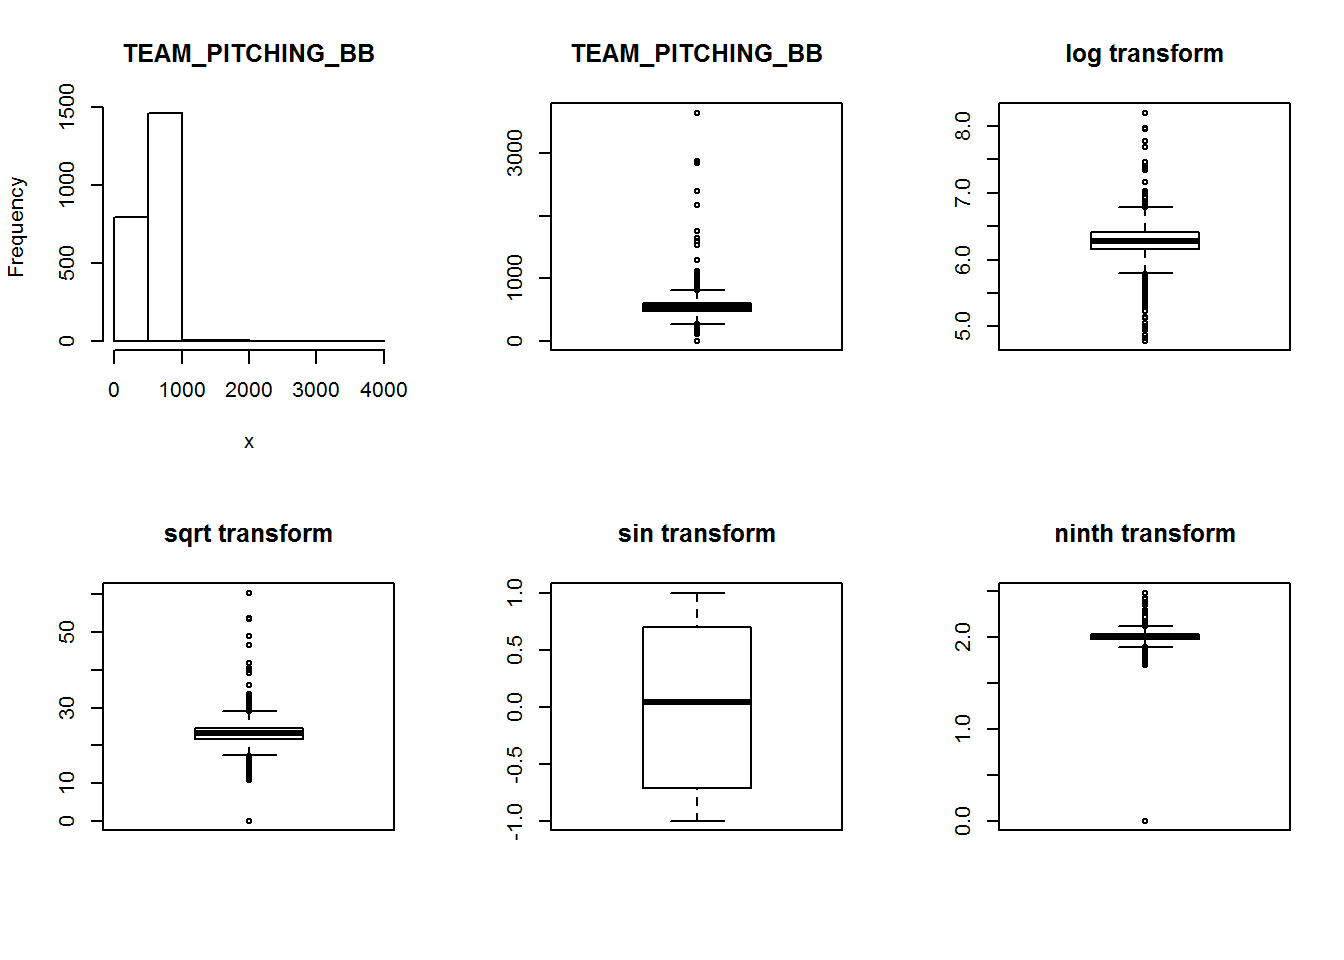 TEAM_PITCHING_BB
Frequency
1500
1000
500
0
0 1000 2000 3000 4000
x
TEAM_PITCHING_BB
3000
1000
0
log transform
8.0
7.0
6.0
5.0
sqrt transform
50
30
10
0
sin transform
1.0
0.5
0.0
-0.5
-1.0
ninth transform
2.0
1.0
0.0